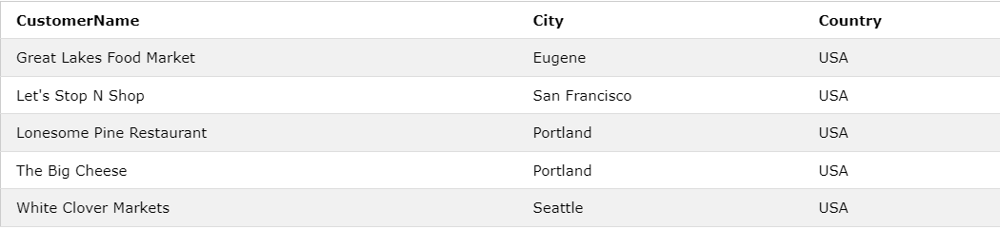 CustomerName City Country
Great Lakes Food Market Eugene USA
Let's Stop N Shop San Francisco USA
Lonesome Pine Restaurant Portland USA
The Big Cheese Portland USA
White Clover Markets Seattle USA